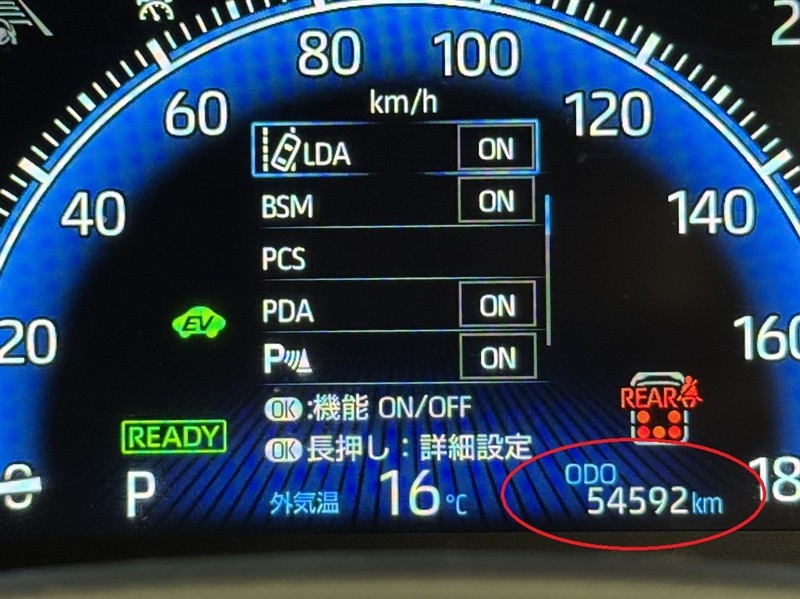 80 100
km/h
60 120
LDA ON
BSM ON
40 140
PCS
PDA ON
EV
20 160
P ON
REAR
OK:機能 ON/OFF
READY
OK長押し:詳細設定
P 外気温 16℃
ODO
54592km